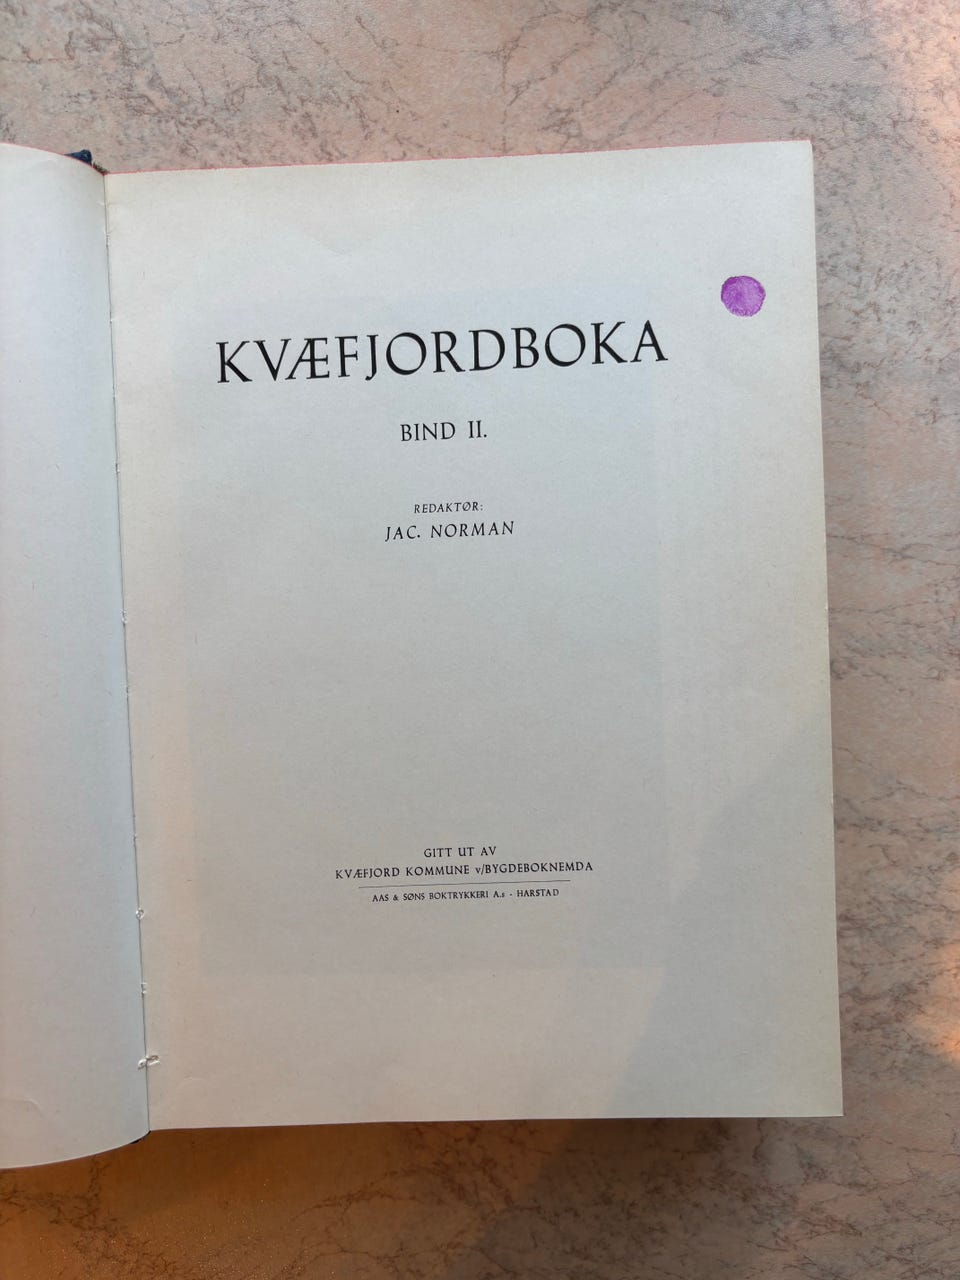 KVÆFJORDBOKA
BIND II.
REDAKTØR:
JAC. NORMAN
GITT UT AV
KVÆFJORD KOMMUNE v/BYGDEBOKNEMDA
AAS & SØNS BOKTRYKKERI A.s - HARSTAD